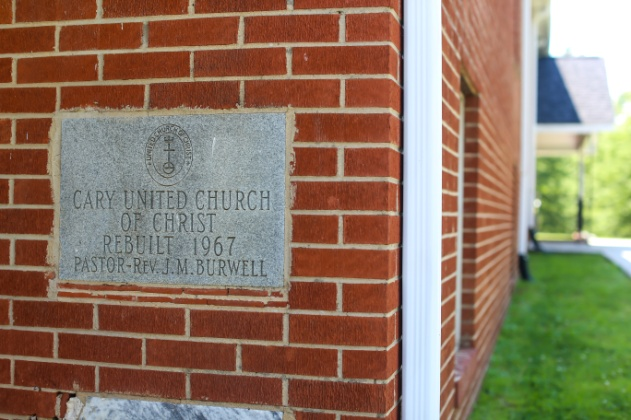 CARY UNITED CHURCH
OF CHRIST
REBUILT 1967
PASTOR-REV. J.M. BURWELL